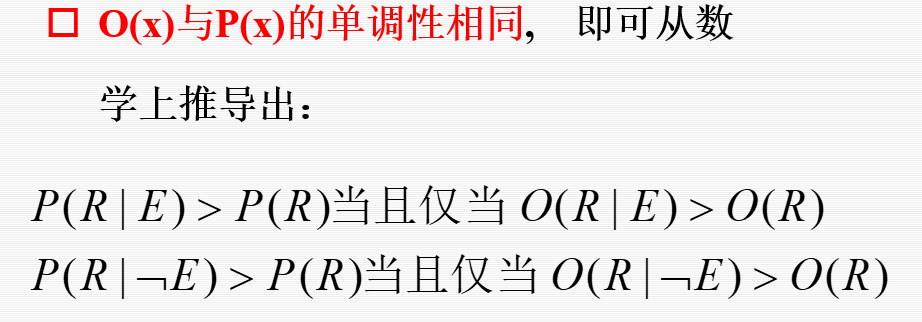 O(x)与P(x)的单调性相同, 即可从数
学上推导出:
P(R | E) > P(R)当且仅当 O(R | E) > O(R)
P(R | ¬E) > P(R)当且仅当 O(R | ¬E) > O(R)